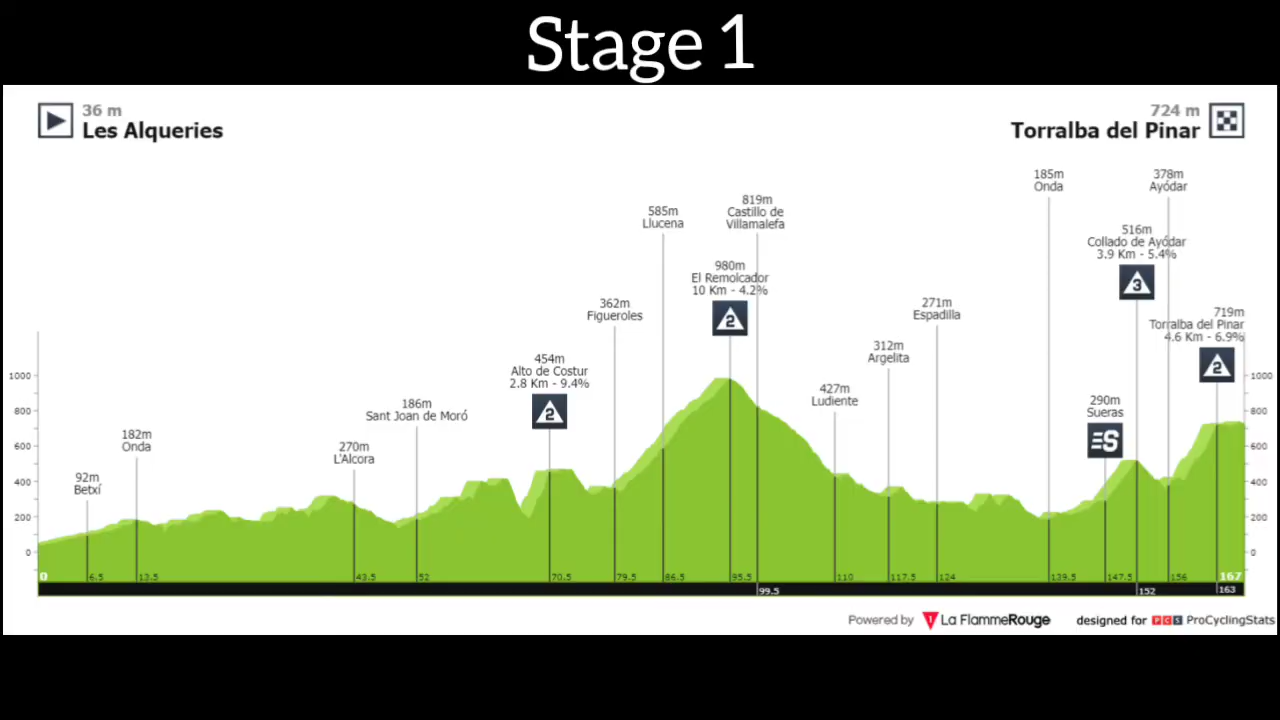 Stage 1
36 m
Les Alqueries
724 m
Torralba del Pinar
185m
Onda
378m
Ayódar
819m
Castillo de
Villamalefa
585m
Llucena
516m
Collado de Ayódar
3.9 Km - 5.4%
3
980m
El Remolcador
10 Km - 4.2%
2
362m
Figueroles
271m
Espadilla
719m
Torralba del Pinar
4.6 Km - 6.9%
2
312m
Argelita
454m
Alto de Costur
2.8 Km - 9.4%
2
427m
Ludiente
290m
Sueras
S
186m
Sant Joan de Moró
182m
Onda
270m
L'Alcora
92m
Betxí
1000
800
600
400
200
0
1000
800
600
400
200
0
0 6.5 13.5 43.5 52 70.5 79.5 86.5 95.5 110 117.5 124 139.5 147.5 156 167
99.5 152 163
Powered by La FlammeRouge designed for PCS ProCyclingStats